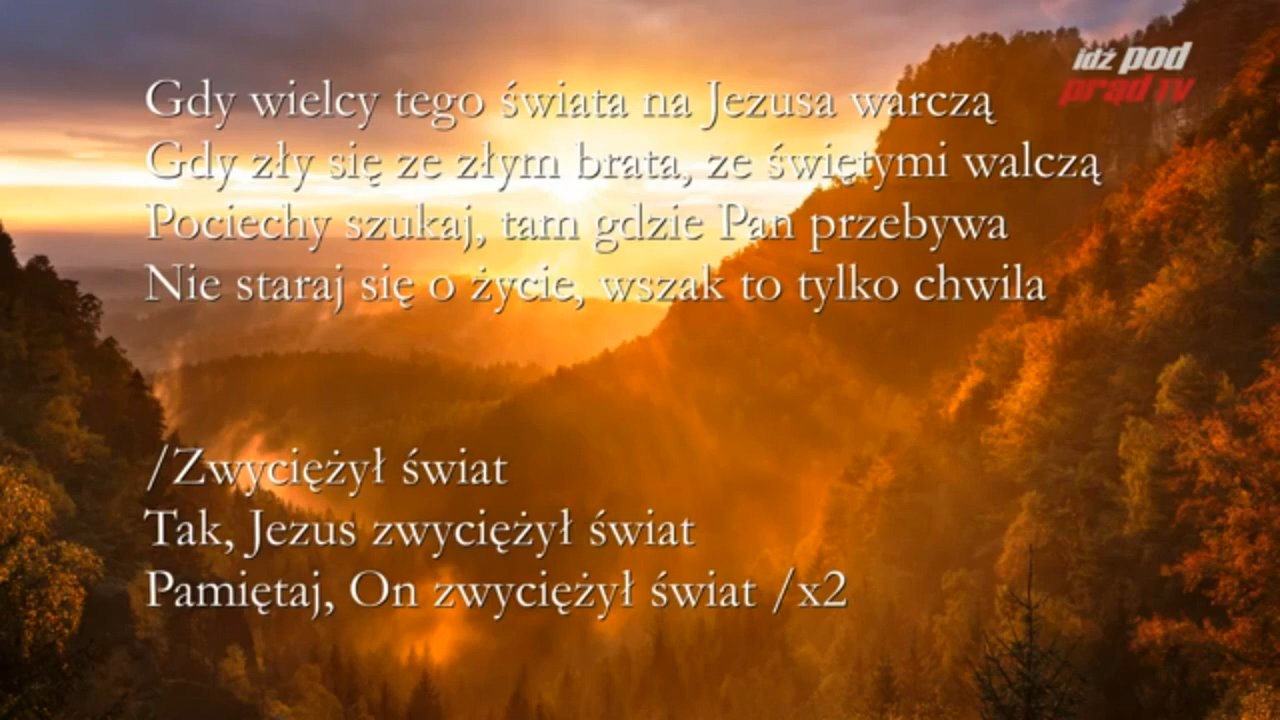 idź pod
prąd TV
Gdy wielcy tego świata na Jezusa warczą
Gdy zły się ze złym brata, ze świętymi walczą
Pociechy szukaj, tam gdzie Pan przebywa
Nie staraj się o życie, wszak to tylko chwila
/Zwyciężył świat
Tak, Jezus zwyciężył świat
Pamiętaj, On zwyciężył świat /x2